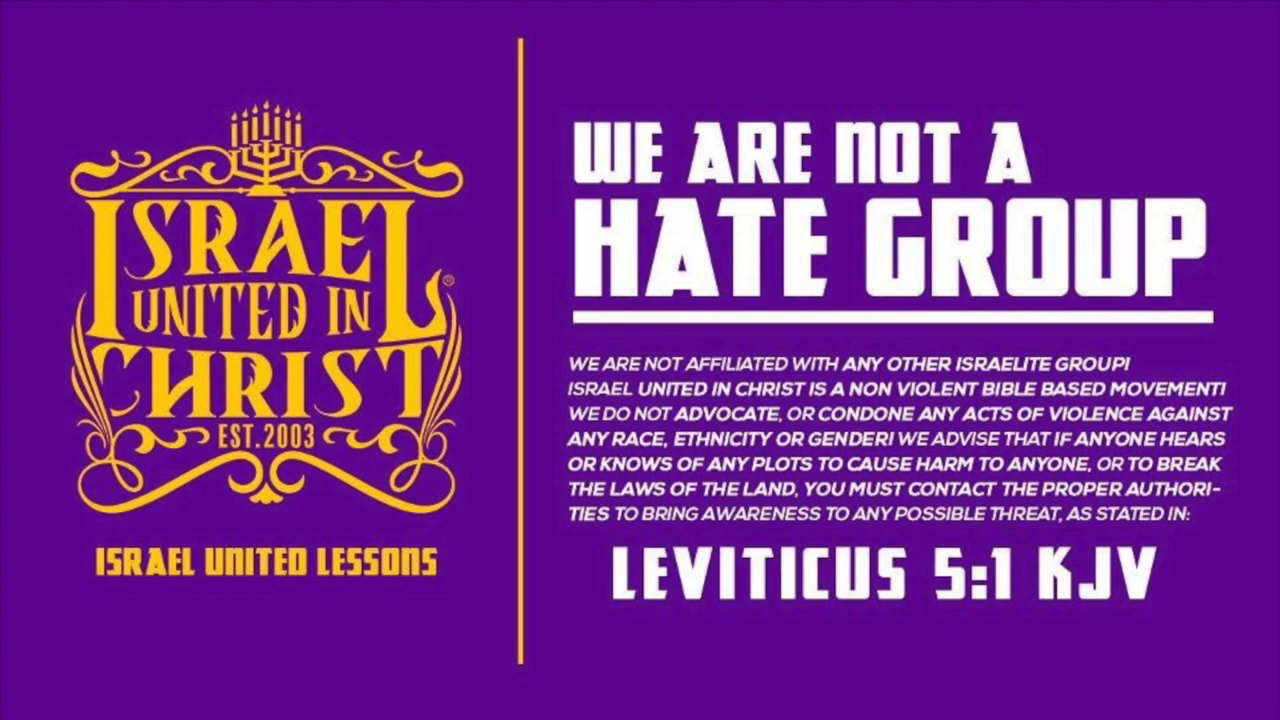 ISRAEL
UNITED IN
CHRIST
®
EST. 2003
ISRAEL UNITED LESSONS
WE ARE NOT A
HATE GROUP
WE ARE NOT AFFILIATED WITH ANY OTHER ISRAELITE GROUP!
ISRAEL UNITED IN CHRIST IS A NON VIOLENT BIBLE BASED MOVEMENT!
WE DO NOT ADVOCATE, OR CONDONE ANY ACTS OF VIOLENCE AGAINST
ANY RACE, ETHNICITY OR GENDER! WE ADVISE THAT IF ANYONE HEARS
OR KNOWS OF ANY PLOTS TO CAUSE HARM TO ANYONE, OR TO BREAK
THE LAWS OF THE LAND, YOU MUST CONTACT THE PROPER AUTHORI-
TIES TO BRING AWARENESS TO ANY POSSIBLE THREAT, AS STATED IN:
LEVITICUS 5:1 KJV